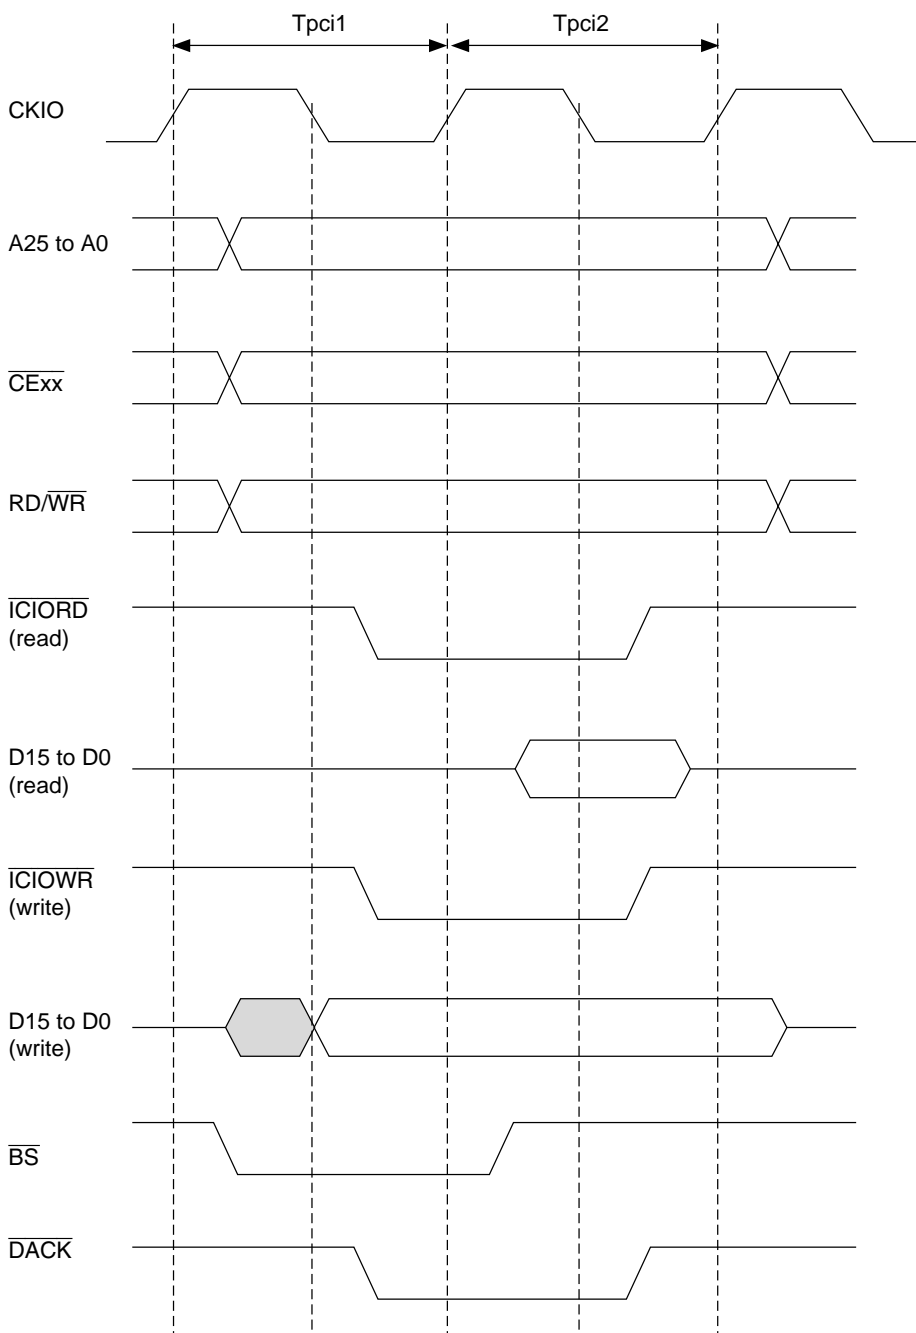 Tpci1
Tpci2
CKIO
A25 to A0
CExx
RD/WR
ICIORD
(read)
D15 to D0
(read)
ICIOWR
(write)
D15 to D0
(write)
BS
DACK